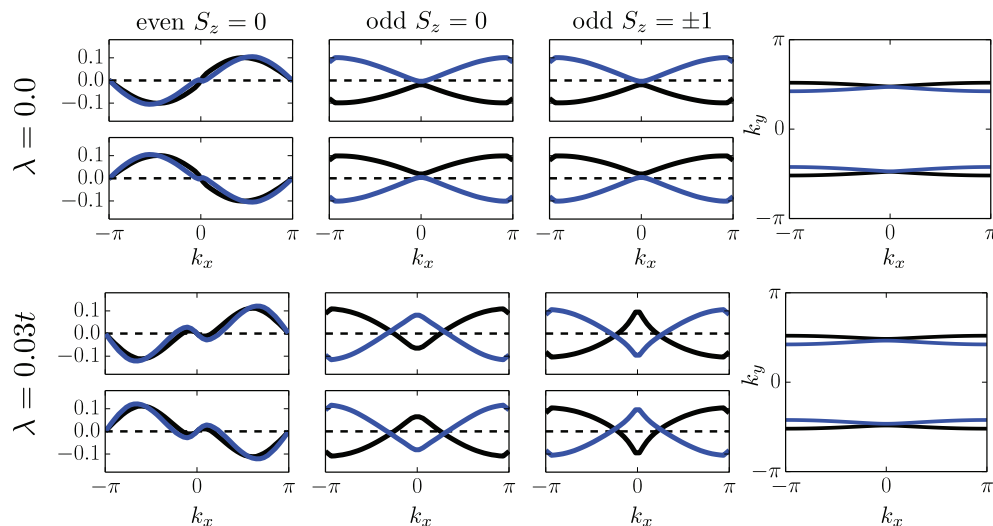 even $S_z = 0$ odd $S_z = 0$ odd $S_z = \pm 1$
λ = 0.0
0.1
0.0
−0.1
0.1
0.0
−0.1
−π 0 π
k_x
−π 0 π
k_x
−π 0 π
k_x
π
k_y
0
−π
−π 0 π
k_x
λ = 0.03t
0.1
0.0
−0.1
0.1
0.0
−0.1
−π 0 π
k_x
−π 0 π
k_x
−π 0 π
k_x
π
k_y
0
−π
−π 0 π
k_x